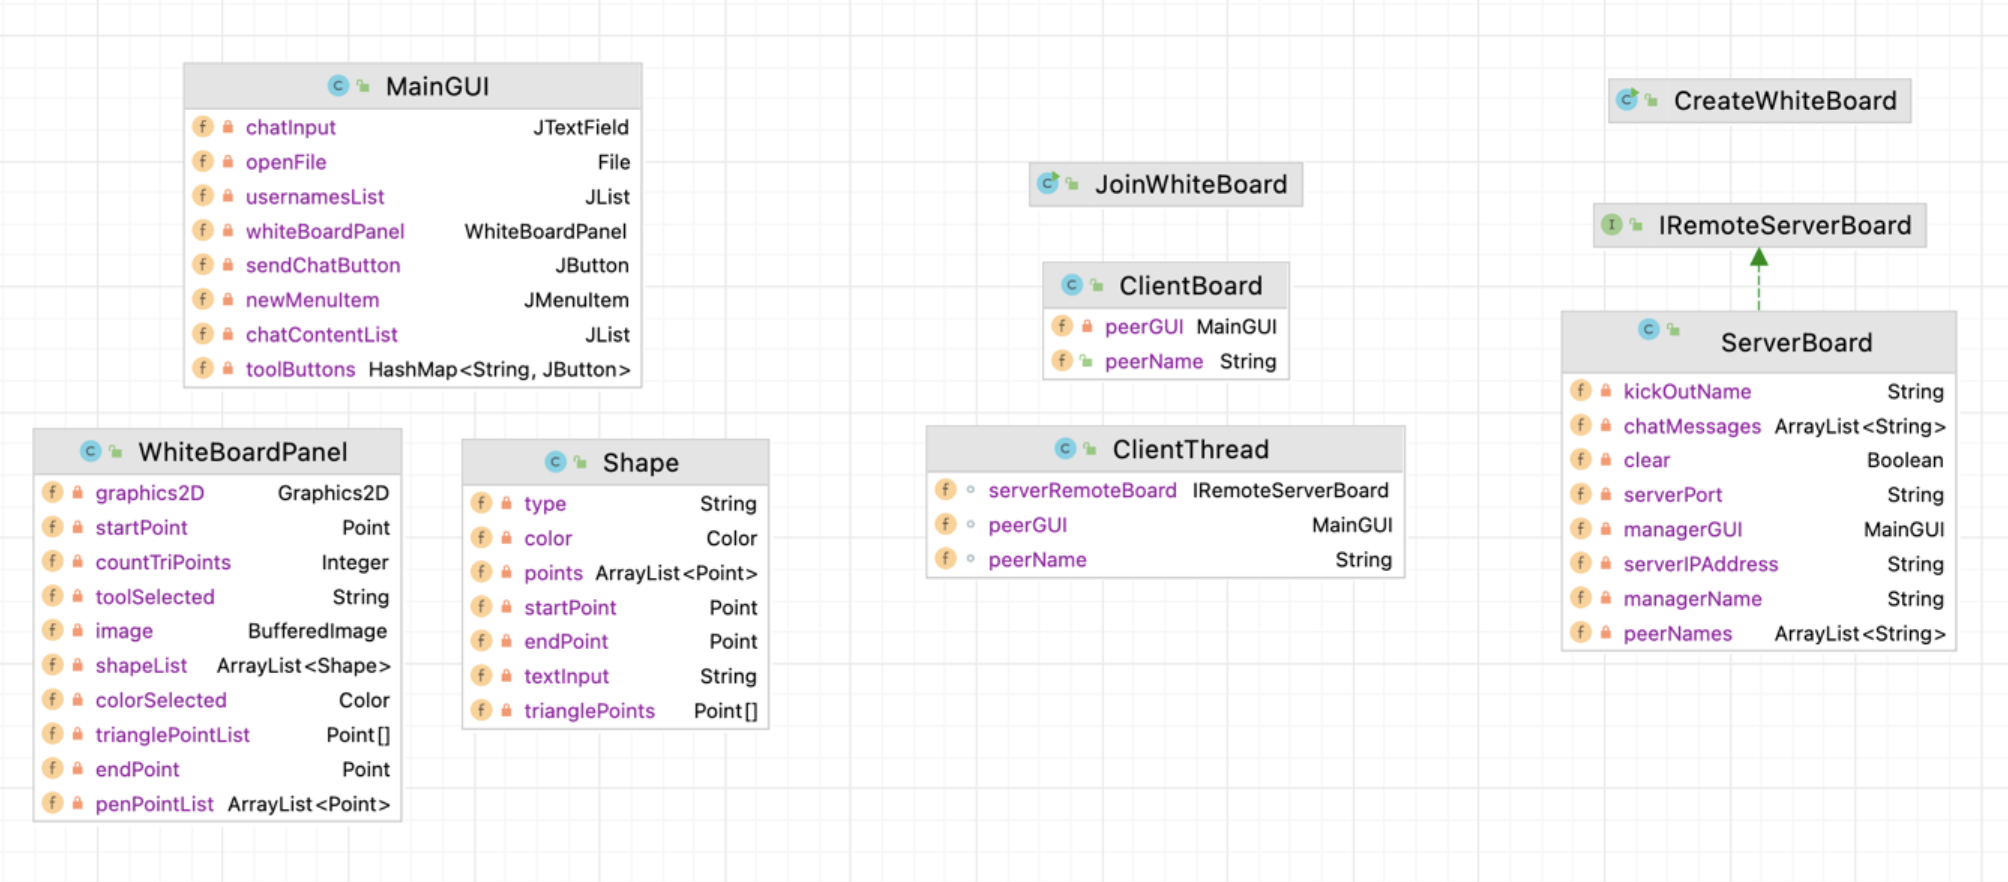 MainGUI
chatInput JTextField
openFile File
usernamesList JList
whiteBoardPanel WhiteBoardPanel
sendChatButton JButton
newMenuItem JMenuItem
chatContentList JList
toolButtons HashMap<String, JButton>
WhiteBoardPanel
graphics2D Graphics2D
startPoint Point
countTriPoints Integer
toolSelected String
image BufferedImage
shapeList ArrayList<Shape>
colorSelected Color
trianglePointList Point[]
endPoint Point
penPointList ArrayList<Point>
Shape
type String
color Color
points ArrayList<Point>
startPoint Point
endPoint Point
textInput String
trianglePoints Point[]
JoinWhiteBoard
ClientBoard
peerGUI MainGUI
peerName String
ClientThread
serverRemoteBoard IRemoteServerBoard
peerGUI MainGUI
peerName String
CreateWhiteBoard
IRemoteServerBoard
ServerBoard
kickOutName String
chatMessages ArrayList<String>
clear Boolean
serverPort String
managerGUI MainGUI
serverIPAddress String
managerName String
peerNames ArrayList<String>